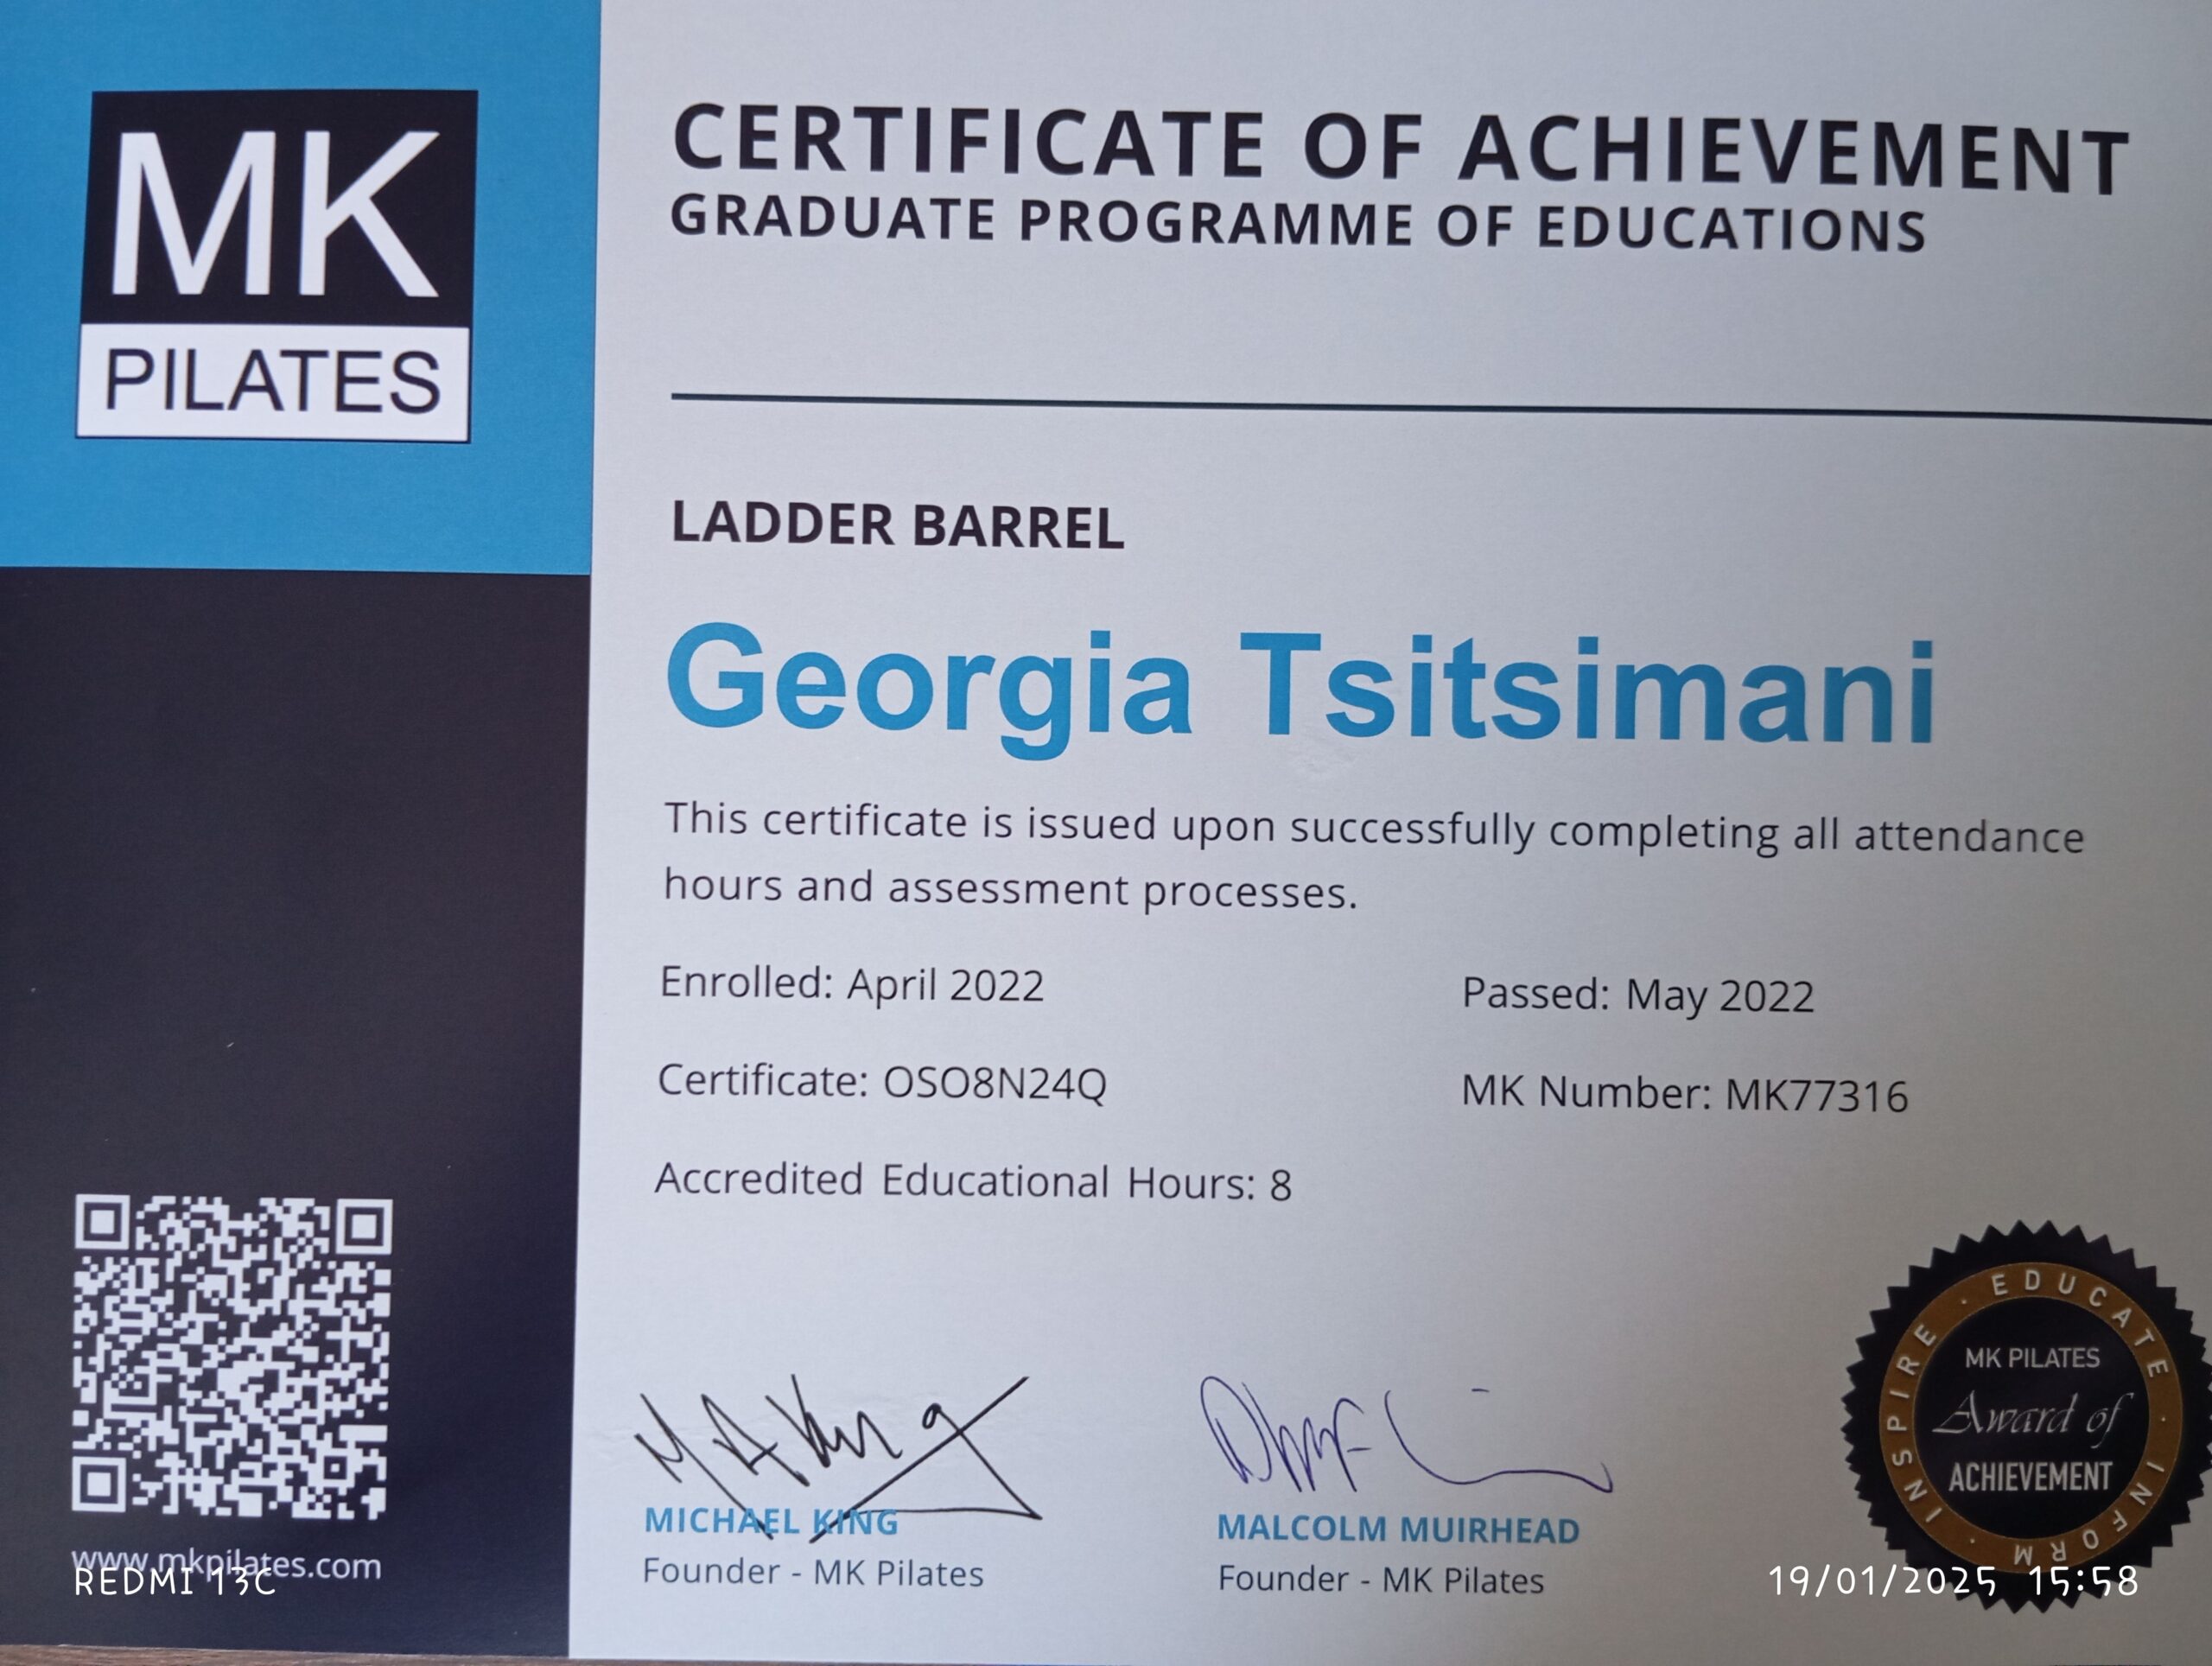 MK
PILATES
CERTIFICATE OF ACHIEVEMENT
GRADUATE PROGRAMME OF EDUCATIONS
LADDER BARREL
Georgia Tsitsimani
This certificate is issued upon successfully completing all attendance
hours and assessment processes.
Enrolled: April 2022
Passed: May 2022
Certificate: OSO8N24Q
MK Number: MK77316
Accredited Educational Hours: 8
M A King
MICHAEL KING
Founder - MK Pilates
MALCOLM MUIRHEAD
Founder - MK Pilates
INSPIRE · EDUCATE · INFORM ·
MK PILATES
Award of
ACHIEVEMENT
www.mkpilates.com
REDMI 13C
19/01/2025 15:58